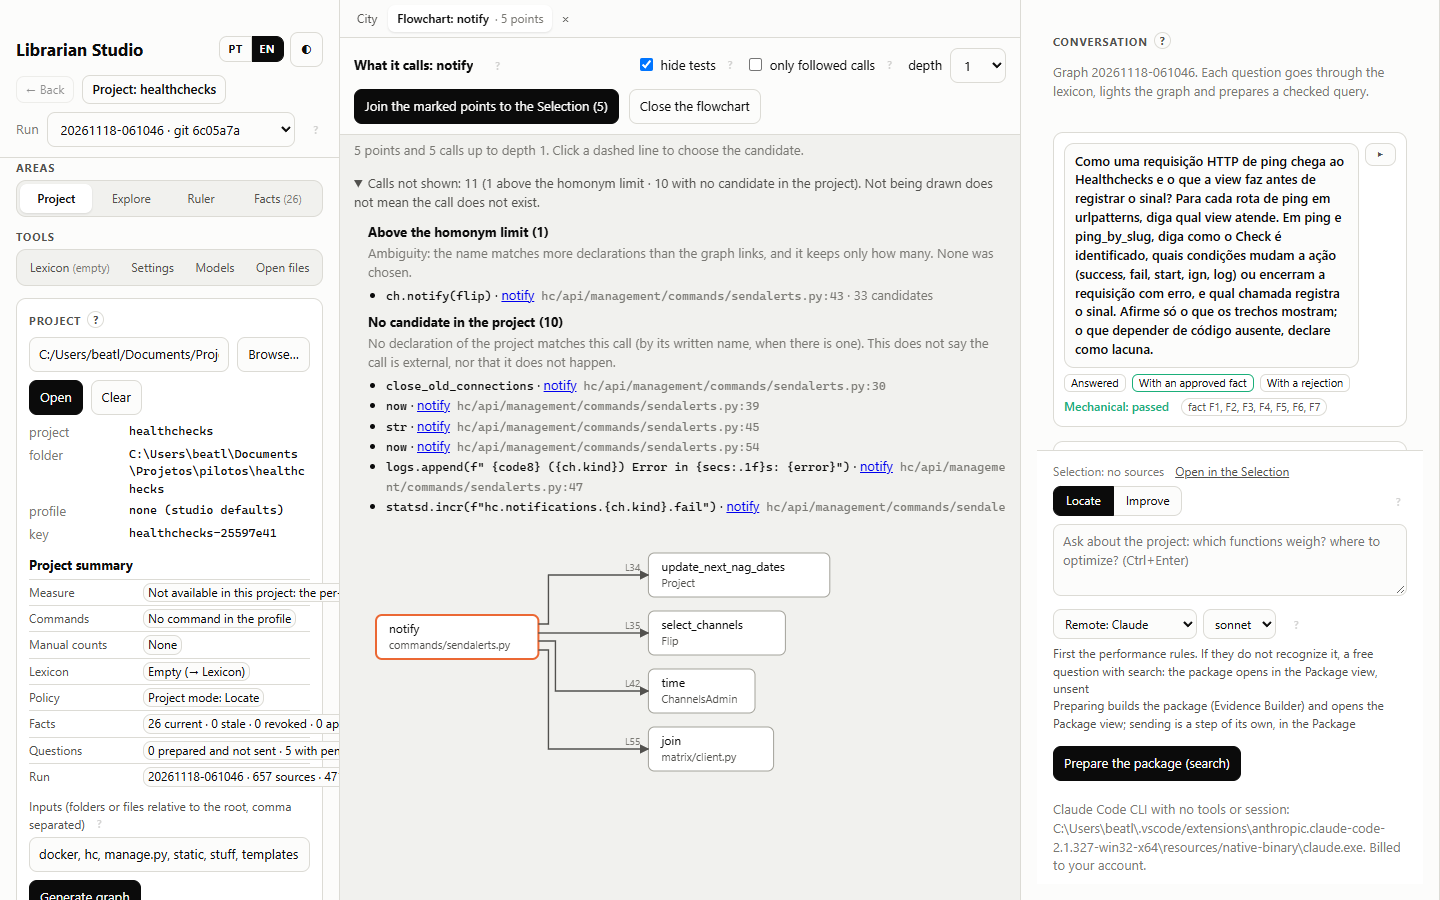 Librarian Studio
PT
EN
← Back
Project: healthchecks
Run
20261118-061046 · git 6c05a7a
?
AREAS
Project
Explore
Ruler
Facts (26)
TOOLS
Lexicon (empty)
Settings
Models
Open files
PROJECT
?
C:/Users/beatl/Documents/Proj
Browse...
Open
Clear
project
healthchecks
folder
C:\Users\beatl\Documents
\Projetos\pilotos\healthc
hecks
profile
none (studio defaults)
key
healthchecks-25597e41
Project summary
Measure
Not available in this project: the per-
Commands
No command in the profile
Manual counts
None
Lexicon
Empty (→ Lexicon)
Policy
Project mode: Locate
Facts
26 current · 0 stale · 0 revoked · 0 ap
Questions
0 prepared and not sent · 5 with pen
Run
20261118-061046 · 657 sources · 47
Inputs (folders or files relative to the root, comma
separated)
?
docker, hc, manage.py, static, stuff, templates
Generate graph
City
Flowchart: notify · 5 points
×
What it calls: notify
?
hide tests
?
only followed calls
?
depth
1
Join the marked points to the Selection (5)
Close the flowchart
5 points and 5 calls up to depth 1. Click a dashed line to choose the candidate.
▼ Calls not shown: 11 (1 above the homonym limit · 10 with no candidate in the project). Not being drawn does
not mean the call does not exist.
Above the homonym limit (1)
Ambiguity: the name matches more declarations than the graph links, and it keeps only how many. None was
chosen.
• ch.notify(flip) · notify hc/api/management/commands/sendalerts.py:43 · 33 candidates
No candidate in the project (10)
No declaration of the project matches this call (by its written name, when there is one). This does not say the
call is external, nor that it does not happen.
• close_old_connections · notify hc/api/management/commands/sendalerts.py:30
• now · notify hc/api/management/commands/sendalerts.py:39
• str · notify hc/api/management/commands/sendalerts.py:45
• now · notify hc/api/management/commands/sendalerts.py:54
• logs.append(f" {code8} ({ch.kind}) Error in {secs:.1f}s: {error}") · notify hc/api/manageme
nt/commands/sendalerts.py:47
• statsd.incr(f"hc.notifications.{ch.kind}.fail") · notify hc/api/management/commands/sendale
notify
commands/sendalerts.py
L34
update_next_nag_dates
Project
L35
select_channels
Flip
L42
time
ChannelsAdmin
L55
join
matrix/client.py
CONVERSATION
?
Graph 20261118-061046. Each question goes through the
lexicon, lights the graph and prepares a checked query.
Como uma requisição HTTP de ping chega ao
Healthchecks e o que a view faz antes de
registrar o sinal? Para cada rota de ping em
urlpatterns, diga qual view atende. Em ping e
ping_by_slug, diga como o Check é
identificado, quais condições mudam a ação
(success, fail, start, ign, log) ou encerram a
requisição com erro, e qual chamada registra
o sinal. Afirme só o que os trechos mostram;
o que depender de código ausente, declare
como lacuna.
Answered
With an approved fact
With a rejection
Mechanical: passed
fact F1, F2, F3, F4, F5, F6, F7
Selection: no sources
Open in the Selection
Locate
Improve
?
Ask about the project: which functions weigh? where to
optimize? (Ctrl+Enter)
Remote: Claude
sonnet
?
First the performance rules. If they do not recognize it, a free
question with search: the package opens in the Package view,
unsent
Preparing builds the package (Evidence Builder) and opens the
Package view; sending is a step of its own, in the Package
Prepare the package (search)
Claude Code CLI with no tools or session:
C:\Users\beatl\.vscode/extensions\anthropic.claude-code-
2.1.327-win32-x64\resources/native-binary\claude.exe. Billed
to your account.